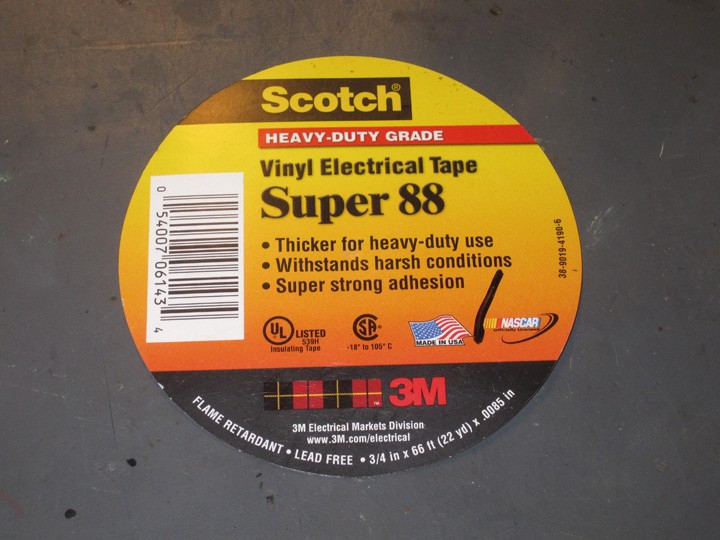 Scotch®
HEAVY-DUTY GRADE
Vinyl Electrical Tape
Super 88
• Thicker for heavy-duty use
• Withstands harsh conditions
• Super strong adhesion
0 54007 06143 4
38-9019-4190-6
UL LISTED
539H
Insulating Tape
SA®
-18° to 105° C
MADE IN USA
NASCAR
3M
3M Electrical Markets Division
www.3M.com/electrical
FLAME RETARDANT • LEAD FREE • 3/4 in x 66 ft (22 yd) x .0085 in